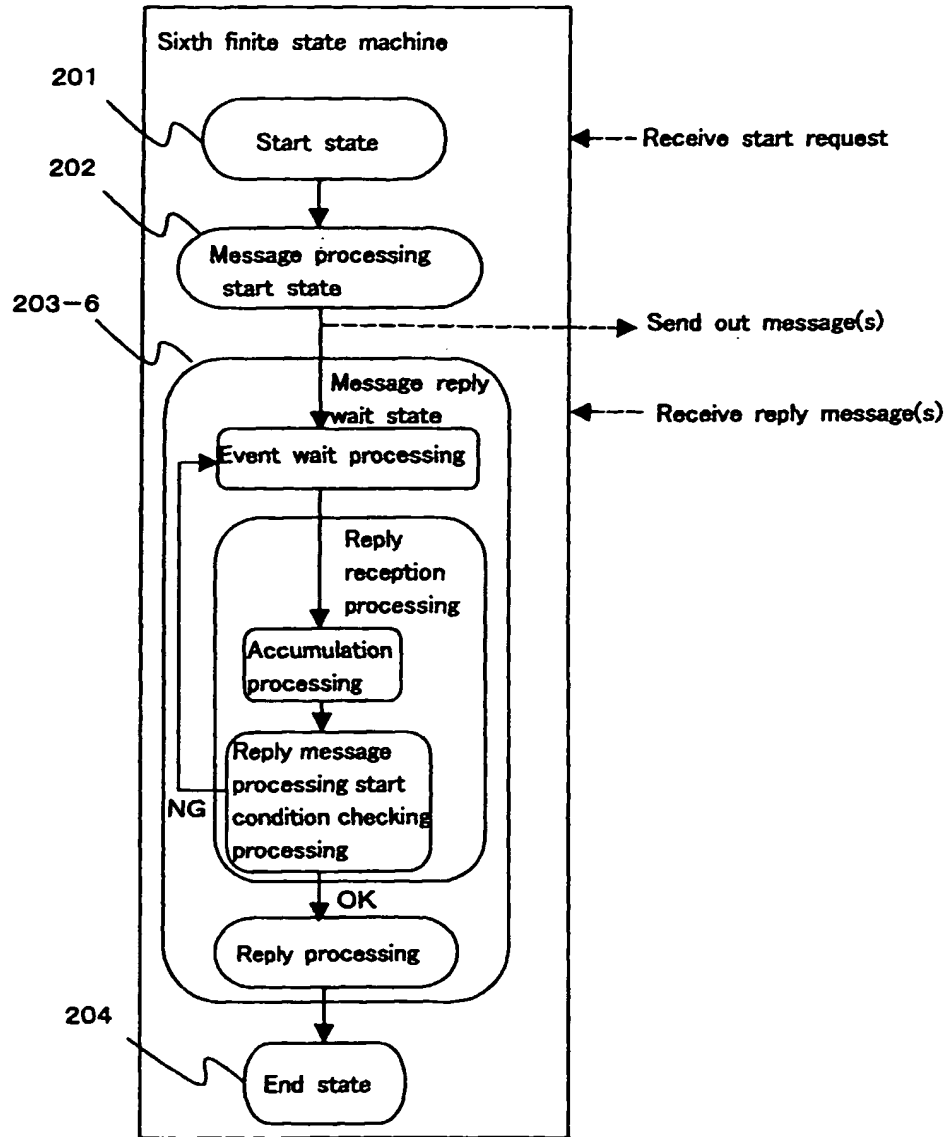 Sixth finite state machine
201
Start state
Receive start request
202
Message processing
start state
203-6
Send out message(s)
Message reply
wait state
Receive reply message(s)
Event wait processing
Reply
reception
processing
Accumulation
processing
Reply message
processing start
condition checking
processing
NG
OK
Reply processing
204
End state